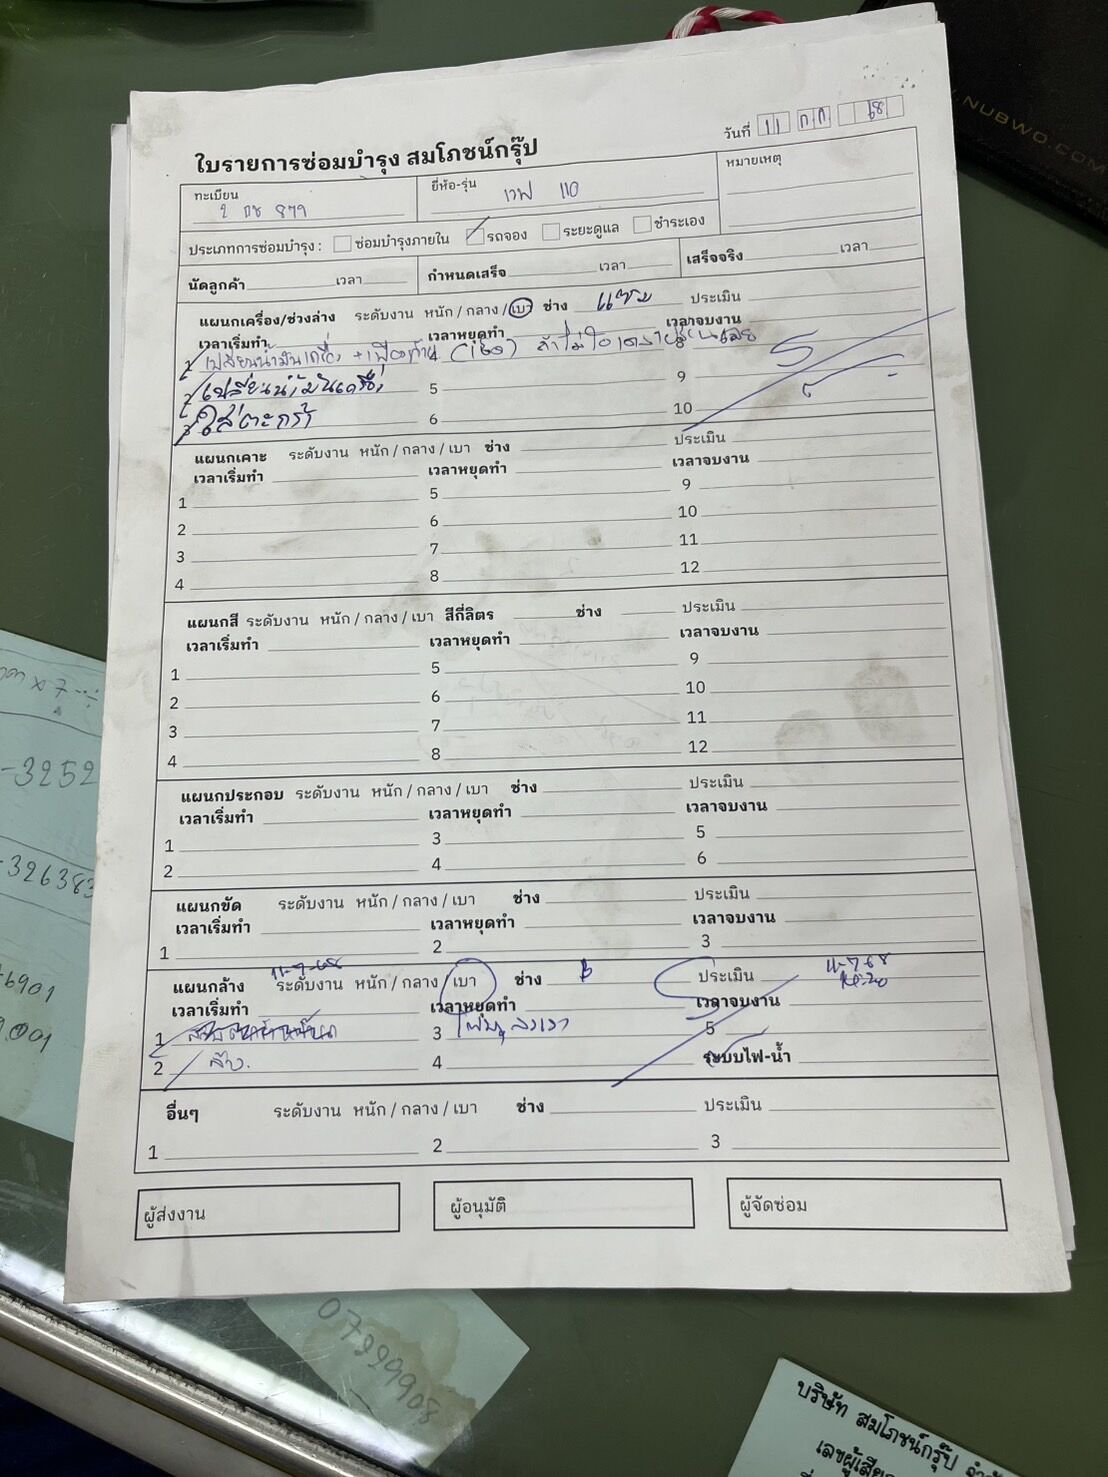 วันที่ 11 กค 68
ใบรายการซ่อมบำรุง สมโภชน์กรุ๊ป
ทะเบียน ยี่ห้อ-รุ่น หมายเหตุ
2 กช 879 เวฟ 110
ประเภทการซ่อมบำรุง : ซ่อมบำรุงภายใน รถจอง ระยะดูแล ชำระเอง
นัดลูกค้า เวลา กำหนดเสร็จ เวลา เสร็จจริง เวลา
แผนกเครื่อง/ช่วงล่าง ระดับงาน หนัก / กลาง / เบา ช่าง ประเมิน
เวลาเริ่มทำ เวลาหยุดทำ เวลาจบงาน
1 เปลี่ยนน้ำมันเครื่อง + เฟืองท้าย 4 8
2 เปลี่ยนน้ำมันเครื่อง 5 9
3 ใส่ตะกร้า 6 10
แผนกเคาะ ระดับงาน หนัก / กลาง / เบา ช่าง ประเมิน
เวลาเริ่มทำ เวลาหยุดทำ เวลาจบงาน
1 5 9
2 6 10
3 7 11
4 8 12
แผนกสี ระดับงาน หนัก / กลาง / เบา สีกี่ลิตร ช่าง ประเมิน
เวลาเริ่มทำ เวลาหยุดทำ เวลาจบงาน
1 5 9
2 6 10
3 7 11
4 8 12
แผนกประกอบ ระดับงาน หนัก / กลาง / เบา ช่าง ประเมิน
เวลาเริ่มทำ เวลาหยุดทำ เวลาจบงาน
1 3 5
2 4 6
แผนกขัด ระดับงาน หนัก / กลาง / เบา ช่าง ประเมิน
เวลาเริ่มทำ เวลาหยุดทำ เวลาจบงาน
1 2 3
11-7-68 11-7-68
แผนกล้าง ระดับงาน หนัก / กลาง / เบา ช่าง ประเมิน
เวลาเริ่มทำ เวลาหยุดทำ เวลาจบงาน
1 3 5
2 ล้าง. 4 ระบบไฟ-น้ำ
อื่นๆ ระดับงาน หนัก / กลาง / เบา ช่าง ประเมิน
1 2 3
ผู้ส่งงาน ผู้อนุมัติ ผู้จัดซ่อม
NUBWO.COM
-3252
-326383
6901
.001
07999908
บริษัท สมโภชน์กรุ๊ป